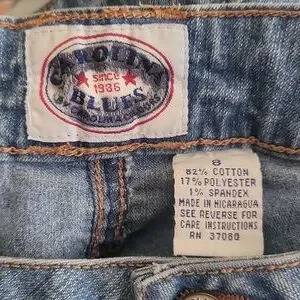 CAROLINA
since
1986
BLUES
8
82% COTTON
17% POLYESTER
1% SPANDEX
MADE IN NICARAGUA
SEE REVERSE FOR
CARE INSTRUCTIONS
RN 37080